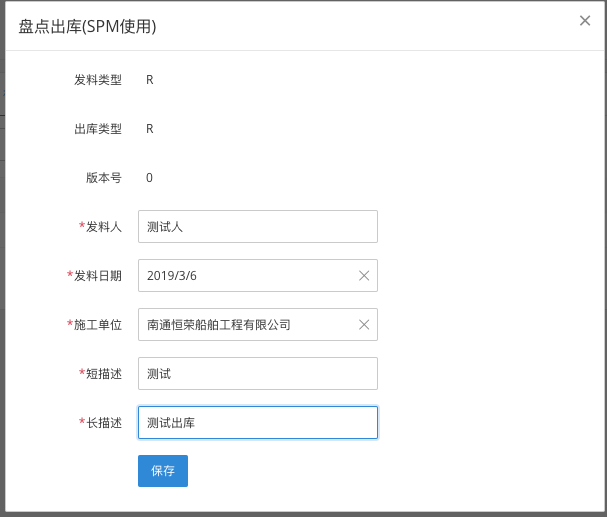 盘点出库(SPM使用)
发料类型 R
出库类型 R
版本号 0
*发料人 测试人
*发料日期 2019/3/6
*施工单位 南通恒荣船舶工程有限公司
*短描述 测试
*长描述 测试出库
保存